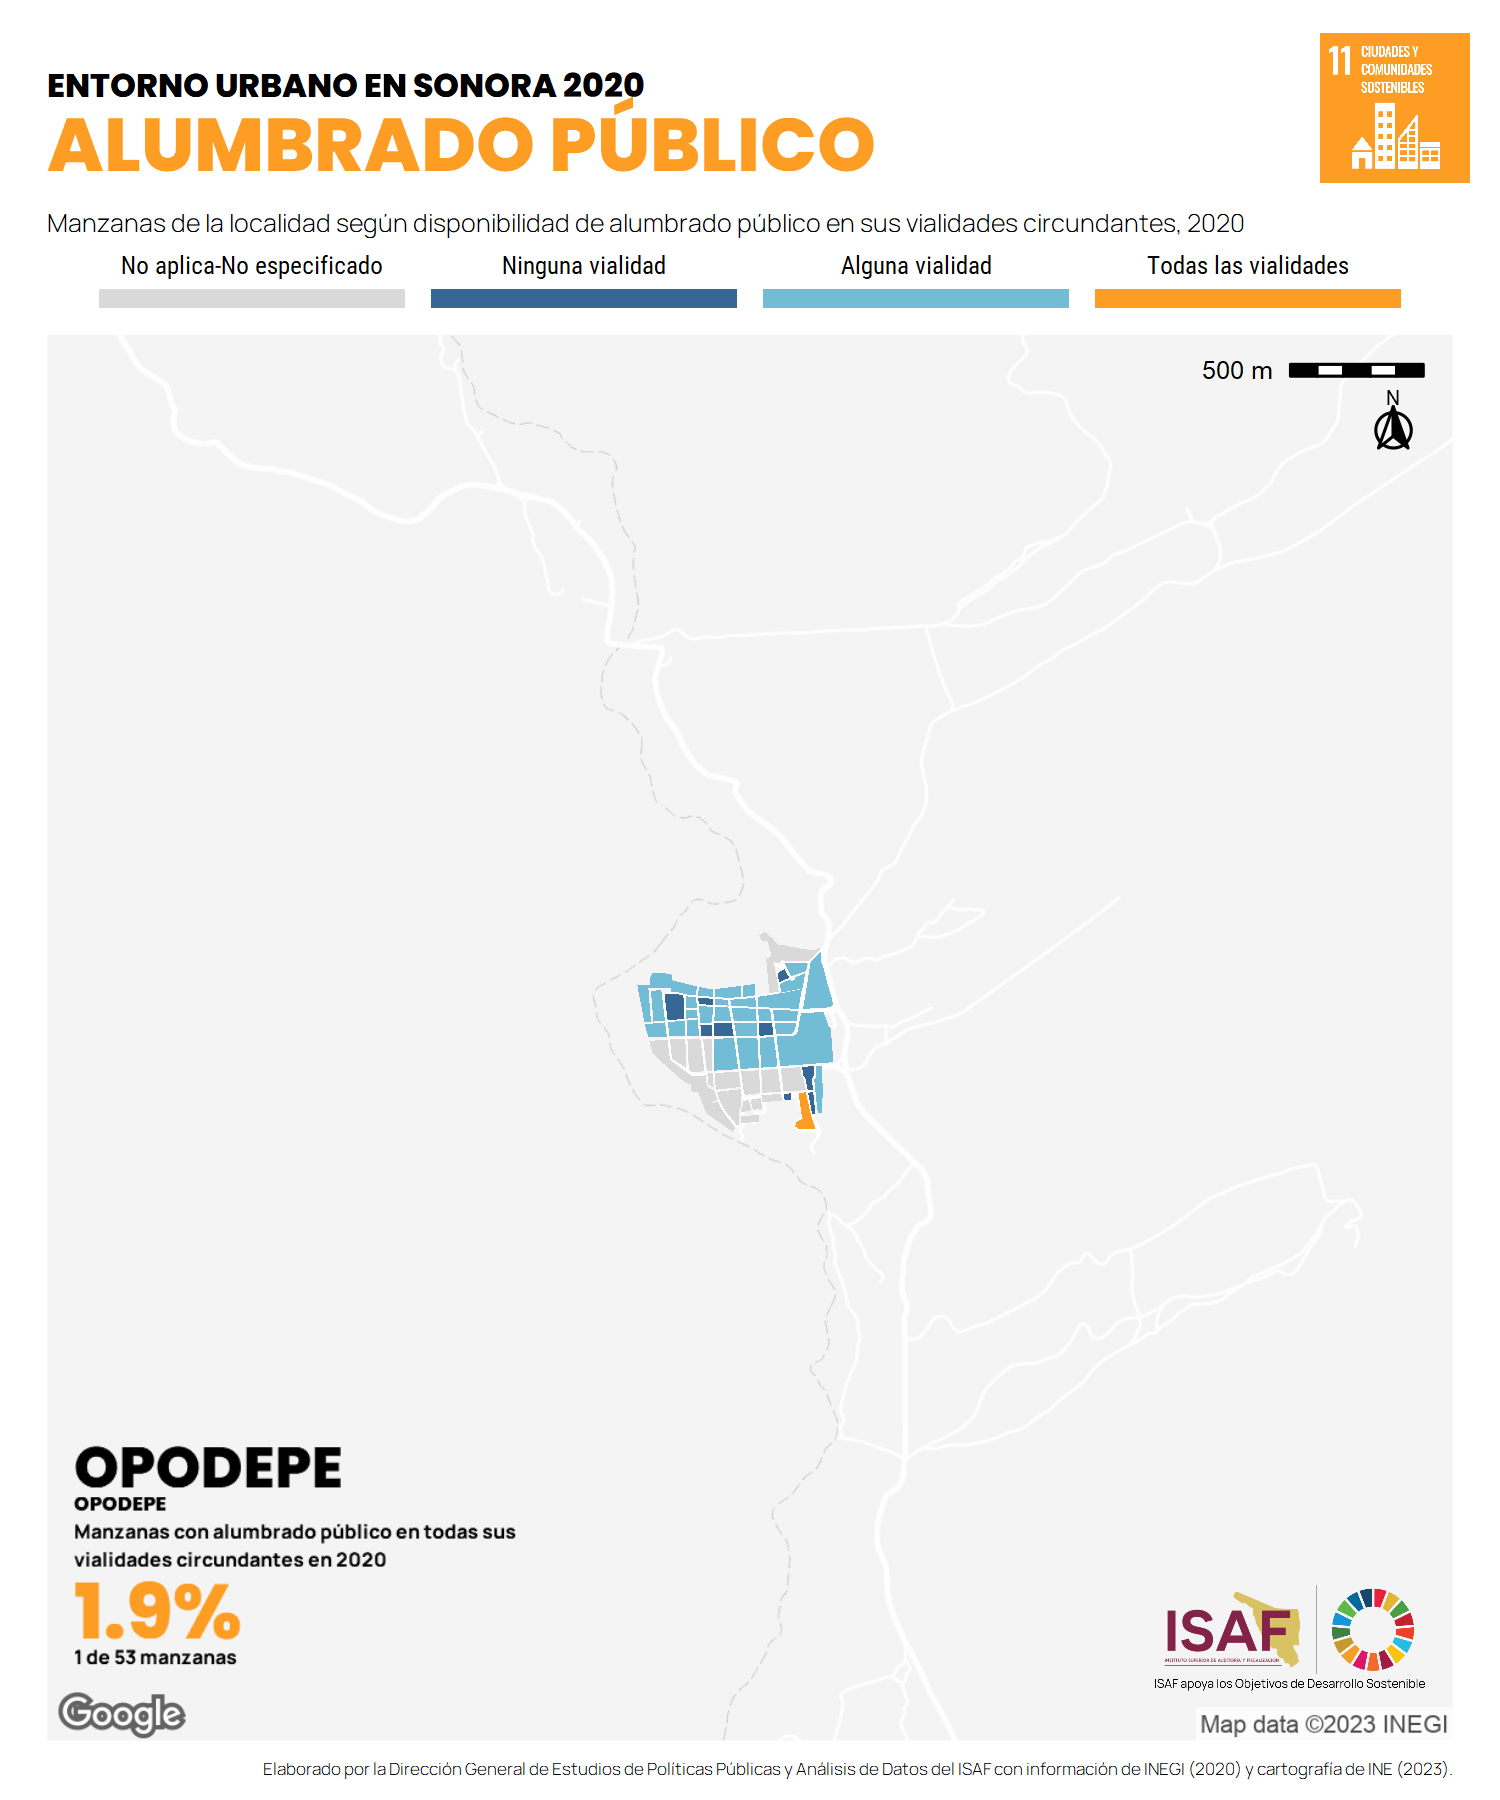 11 CIUDADES Y
COMUNIDADES
SOSTENIBLES
ENTORNO URBANO EN SONORA 2020
ALUMBRADO PÚBLICO
Manzanas de la localidad según disponibilidad de alumbrado público en sus vialidades circundantes, 2020
No aplica-No especificado
Ninguna vialidad
Alguna vialidad
Todas las vialidades
500 m
N
OPODEPE
OPODEPE
Manzanas con alumbrado público en todas sus
vialidades circundantes en 2020
1.9%
1 de 53 manzanas
Google
ISAF
INSTITUTO SUPERIOR DE AUDITORÍA Y FISCALIZACIÓN
ISAF apoya los Objetivos de Desarrollo Sostenible
Map data ©2023 INEGI
Elaborado por la Dirección General de Estudios de Políticas Públicas y Análisis de Datos del ISAF con información de INEGI (2020) y cartografía de INE (2023).